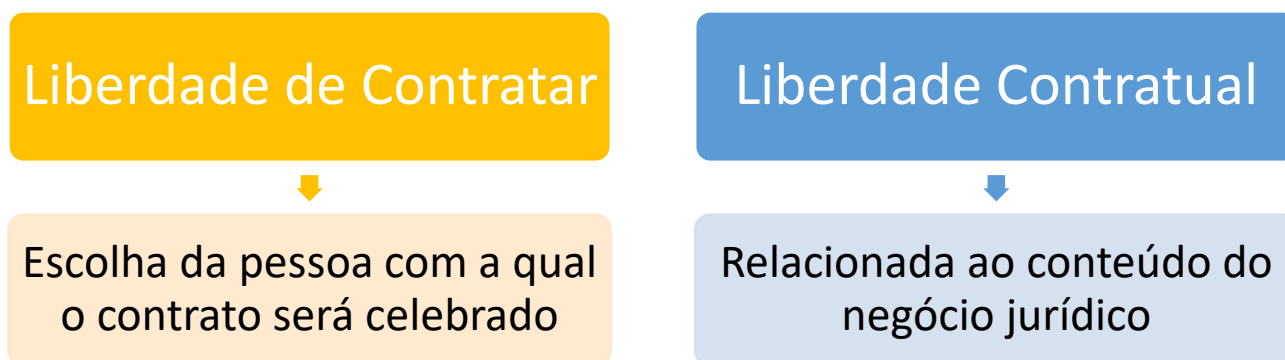 Liberdade de Contratar
Escolha da pessoa com a qual
o contrato será celebrado
Liberdade Contratual
Relacionada ao conteúdo do
negócio jurídico